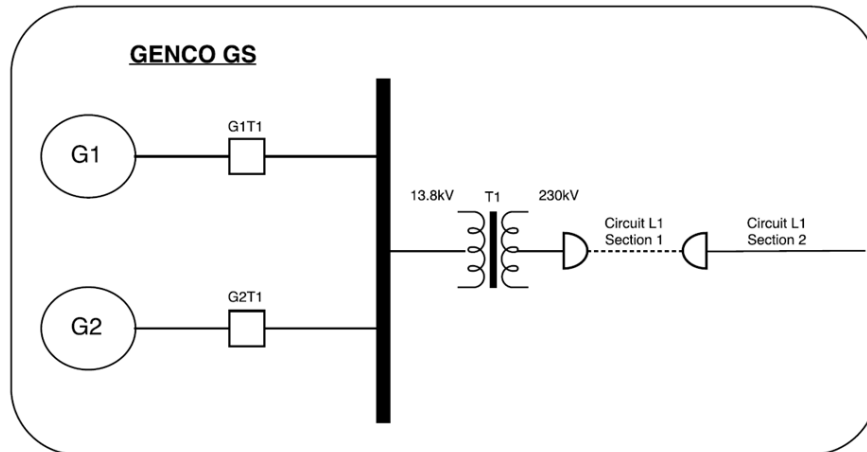 GENCO GS
G1T1
G1
13.8kV
T1
230kV
Circuit L1
Section 1
Circuit L1
Section 2
G2T1
G2